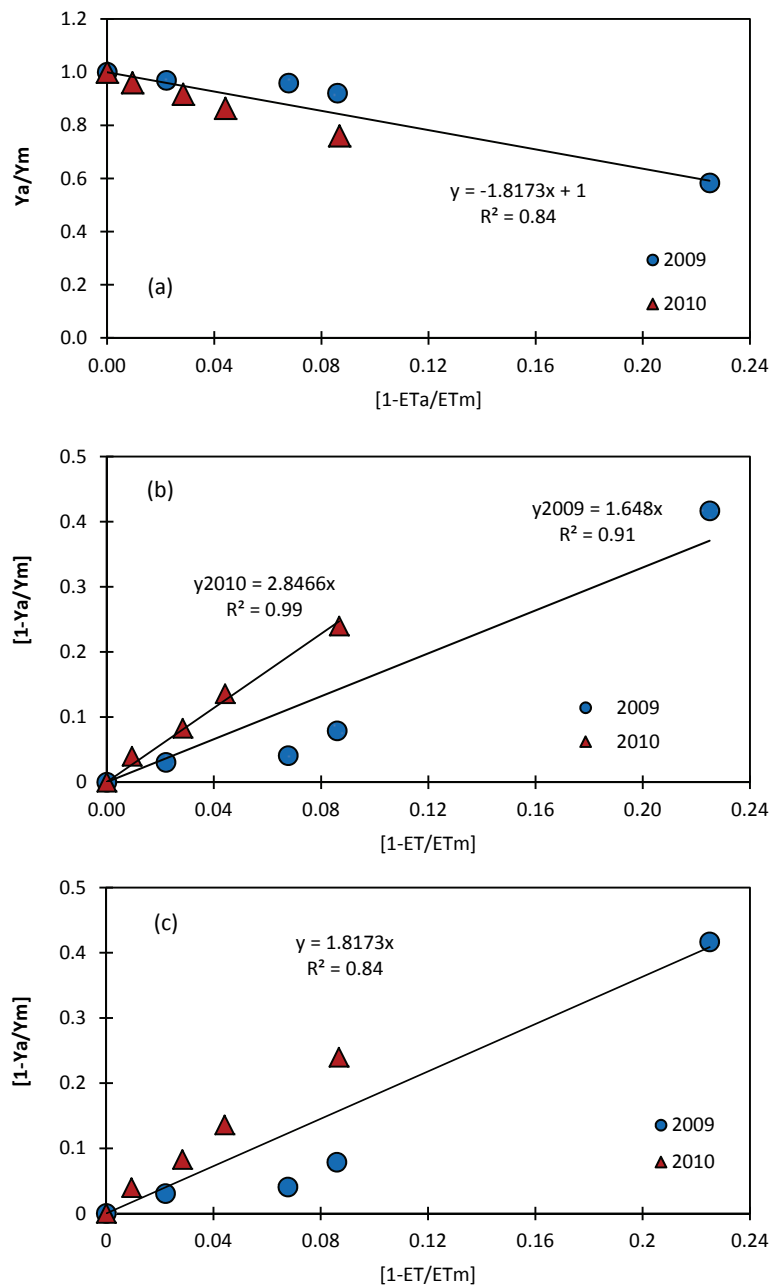 1.2
1.0
0.8
0.6
0.4
0.2
0.0
Ya/Ym
y = -1.8173x + 1
R² = 0.84
(a)
2009
2010
0.00 0.04 0.08 0.12 0.16 0.20 0.24
[1-ETa/ETm]
0.5
0.4
0.3
0.2
0.1
0
[1-Ya/Ym]
(b)
y2009 = 1.648x
R² = 0.91
y2010 = 2.8466x
R² = 0.99
2009
2010
0.00 0.04 0.08 0.12 0.16 0.20 0.24
[1-ET/ETm]
0.5
0.4
0.3
0.2
0.1
0
[1-Ya/Ym]
(c)
y = 1.8173x
R² = 0.84
2009
2010
0 0.04 0.08 0.12 0.16 0.20 0.24
[1-ET/ETm]